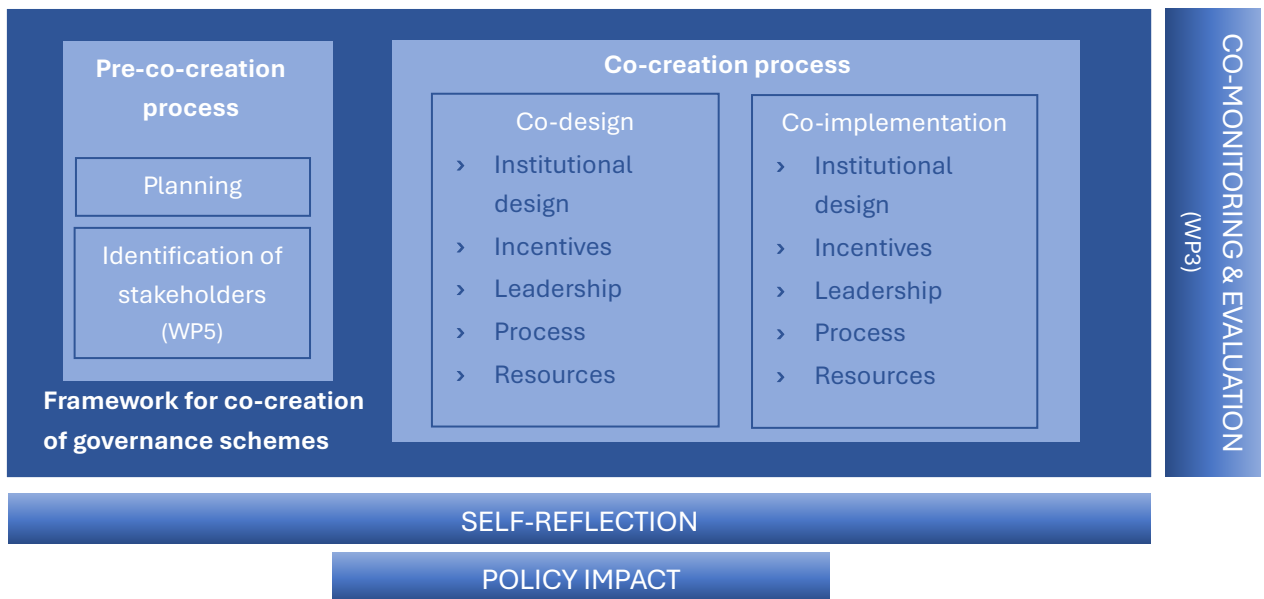 Pre-co-creation
process
Planning
Identification of
stakeholders
(WP5)
Framework for co-creation
of governance schemes
Co-creation process
Co-design
› Institutional
design
› Incentives
› Leadership
› Process
› Resources
Co-implementation
› Institutional
design
› Incentives
› Leadership
› Process
› Resources
CO-MONITORING & EVALUATION
(WP3)
SELF-REFLECTION
POLICY IMPACT